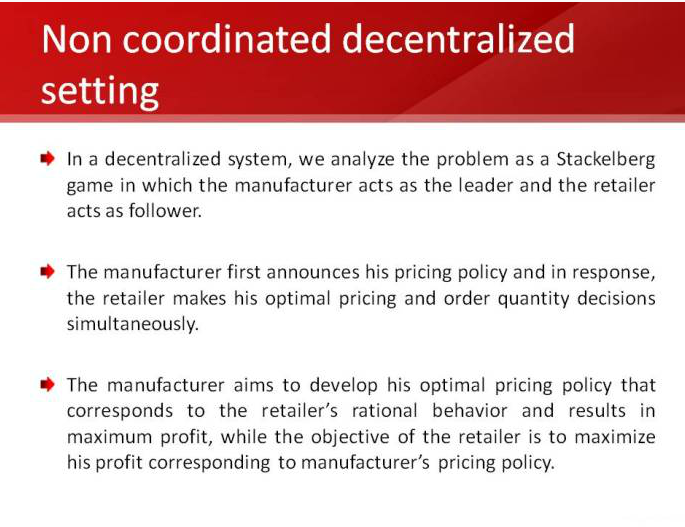 Non coordinated decentralized
setting
In a decentralized system, we analyze the problem as a Stackelberg
game in which the manufacturer acts as the leader and the retailer
acts as follower.
The manufacturer first announces his pricing policy and in response,
the retailer makes his optimal pricing and order quantity decisions
simultaneously.
The manufacturer aims to develop his optimal pricing policy that
corresponds to the retailer's rational behavior and results in
maximum profit, while the objective of the retailer is to maximize
his profit corresponding to manufacturer's pricing policy.